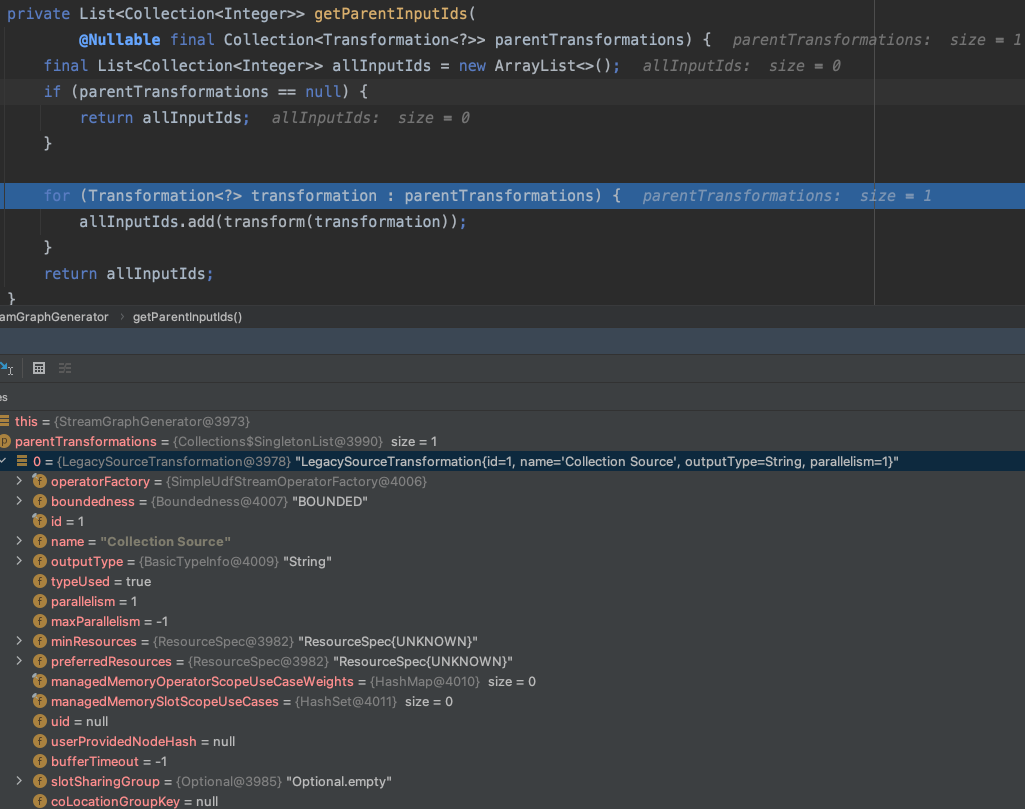 private List<Collection<Integer>> getParentInputIds(
@Nullable final Collection<Transformation<?>> parentTransformations) { parentTransformations: size = 1
final List<Collection<Integer>> allInputIds = new ArrayList<>(); allInputIds: size = 0
if (parentTransformations == null) {
return allInputIds; allInputIds: size = 0
}
for (Transformation<?> transformation : parentTransformations) { parentTransformations: size = 1
allInputIds.add(transform(transformation));
}
return allInputIds;
}
amGraphGenerator › getParentInputIds()
es
this = {StreamGraphGenerator@3973}
p parentTransformations = {Collections$SingletonList@3990} size = 1
0 = {LegacySourceTransformation@3978} "LegacySourceTransformation{id=1, name='Collection Source', outputType=String, parallelism=1}"
f operatorFactory = {SimpleUdfStreamOperatorFactory@4006}
f boundedness = {Boundedness@4007} "BOUNDED"
f id = 1
f name = "Collection Source"
f outputType = {BasicTypeInfo@4009} "String"
f typeUsed = true
f parallelism = 1
f maxParallelism = -1
f minResources = {ResourceSpec@3982} "ResourceSpec{UNKNOWN}"
f preferredResources = {ResourceSpec@3982} "ResourceSpec{UNKNOWN}"
f managedMemoryOperatorScopeUseCaseWeights = {HashMap@4010} size = 0
f managedMemorySlotScopeUseCases = {HashSet@4011} size = 0
f uid = null
f userProvidedNodeHash = null
f bufferTimeout = -1
f slotSharingGroup = {Optional@3985} "Optional.empty"
f coLocationGroupKey = null